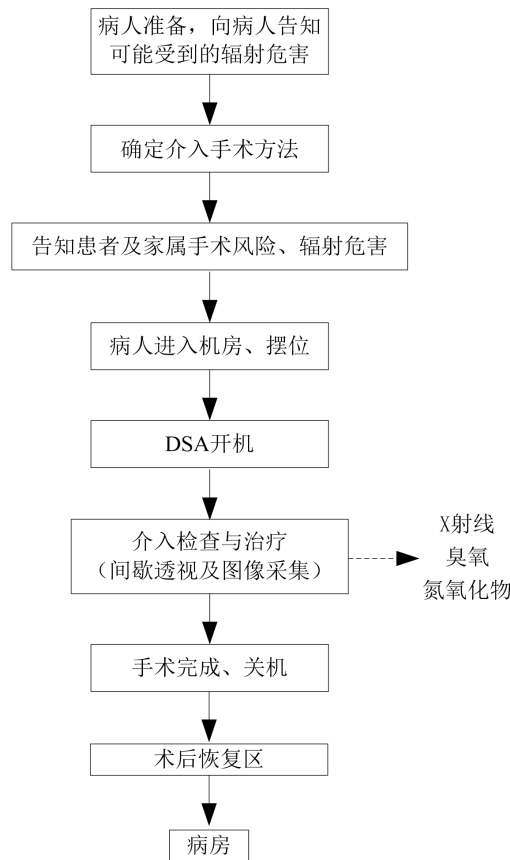 病人准备，向病人告知
可能受到的辐射危害
确定介入手术方法
告知患者及家属手术风险、辐射危害
病人进入机房、摆位
DSA开机
介入检查与治疗
（间歇透视及图像采集）
X射线
臭氧
氮氧化物
手术完成、关机
术后恢复区
病房